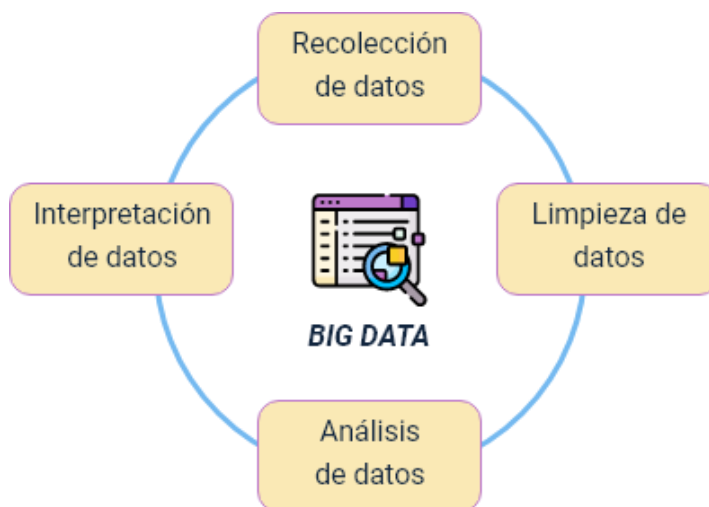 Recolección
de datos
Interpretación
de datos
Limpieza de
datos
BIG DATA
Análisis
de datos